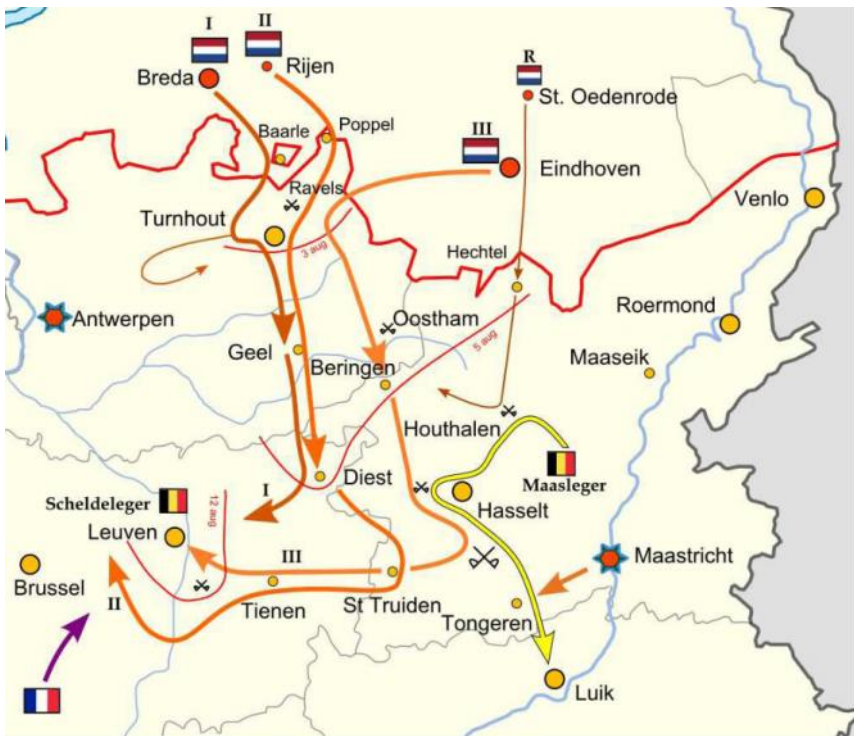 I
II
R
Breda
Rijen
St. Oedenrode
Baarle
Poppel
III
Eindhoven
Ravels
Venlo
Turnhout
3 aug
Hechtel
Antwerpen
Oostham
Roermond
Geel
Beringen
5 aug
Maaseik
Houthalen
Diest
Maasleger
I
Hasselt
Scheldeleger
12 aug
Leuven
III
Maastricht
Brussel
II
Tienen
St Truiden
Tongeren
Luik